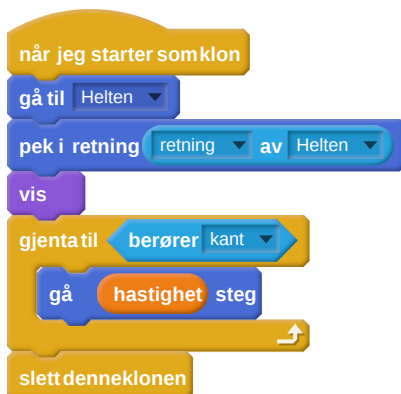 når jeg starter som klon
gå til Helten
pek i retning retning av Helten
vis
gjenta til berører kant
gå hastighet steg
slett denne klonen